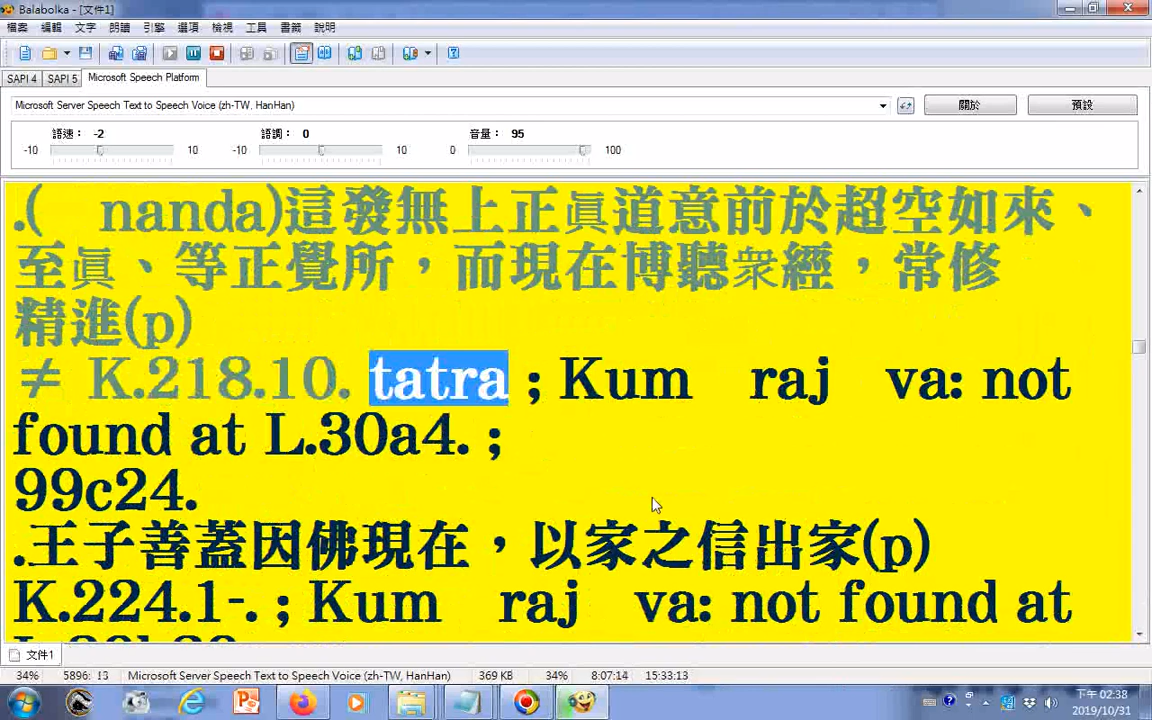 Balabolka - [文件1]
檔案 編輯 文字 朗讀 引擎 選項 檢視 工具 書籤 說明
SAPI 4 SAPI 5 Microsoft Speech Platform
Microsoft Server Speech Text to Speech Voice (zh-TW, HanHan)
關於 預設
語速： -2 語調： 0 音量： 95
-10 10 -10 10 0 100
.( nanda)這發無上正眞道意前於超空如來、
至眞、等正覺所，而現在博聽衆經，常修
精進(p)
≠ K.218.10. tatra ; Kum raj va: not
found at L.30a4. ;
99c24.
.王子善蓋因佛現在，以家之信出家(p)
K.224.1-. ; Kum raj va: not found at
文件1
34% 5896: 13 Microsoft Server Speech Text to Speech Voice (zh-TW, HanHan) 369 KB 34% 8:07:14 15:33:13
下午 02:38
2019/10/31